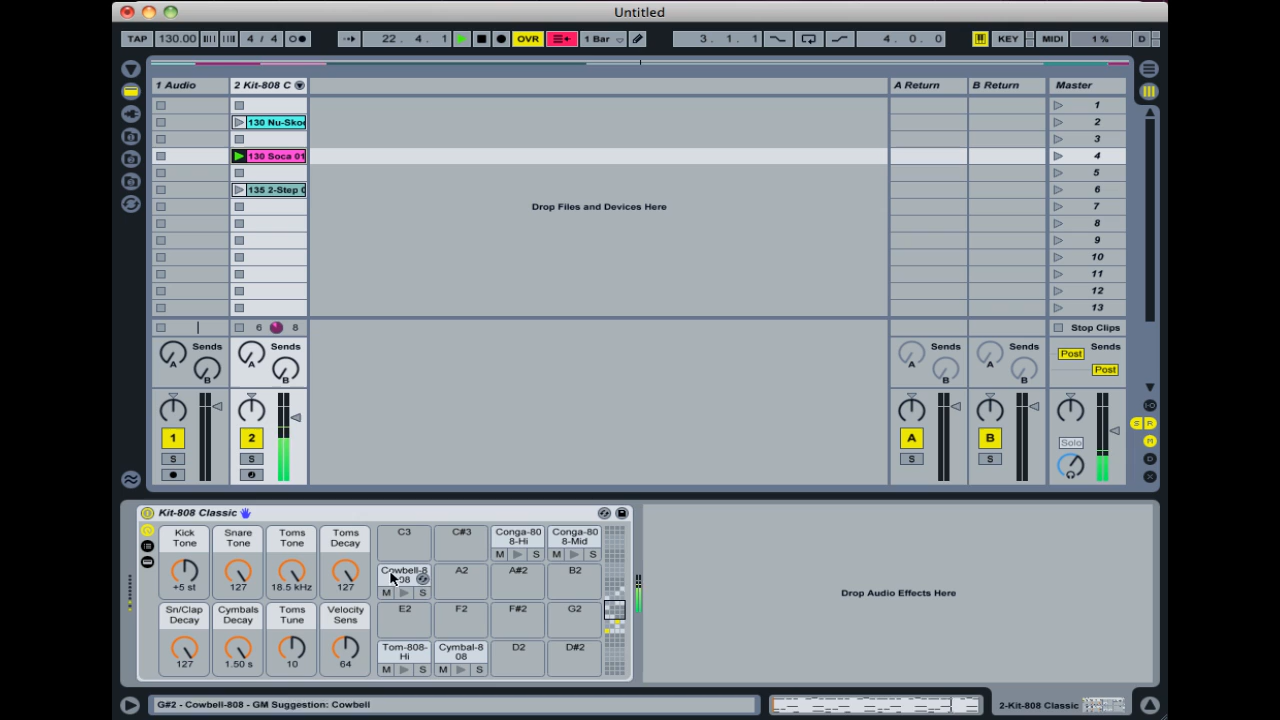 Untitled
TAP 130.00 4 / 4 22 . 4 . 1 OVR 1 Bar 3 . 1 . 1 4 . 0 . 0 KEY MIDI 1 % D
1 Audio 2 Kit-808 C A Return B Return Master
1
130 Nu-Skoo 2
3
130 Soca 01 4
5
135 2-Step 0 6
Drop Files and Devices Here 7
8
9
10
11
12
13
6 8 Stop Clips
Sends Sends Sends Sends Sends
A A A A Post
B B B B Post
1 2 A B S R
S S S S Solo M
D
Kit-808 Classic
Kick Tone Snare Tone Toms Tone Toms Decay
+5 st 127 18.5 kHz 127
Sn/Clap Decay Cymbals Decay Toms Tune Velocity Sens
127 1.50 s 10 64
C3 C#3 Conga-808-Hi Conga-808-Mid
M S M S
Cowbell-808 A2 A#2 B2
M S
E2 F2 F#2 G2
Tom-808-Hi Cymbal-808 D2 D#2
M S M S
Drop Audio Effects Here
G#2 - Cowbell-808 - GM Suggestion: Cowbell
2-Kit-808 Classic